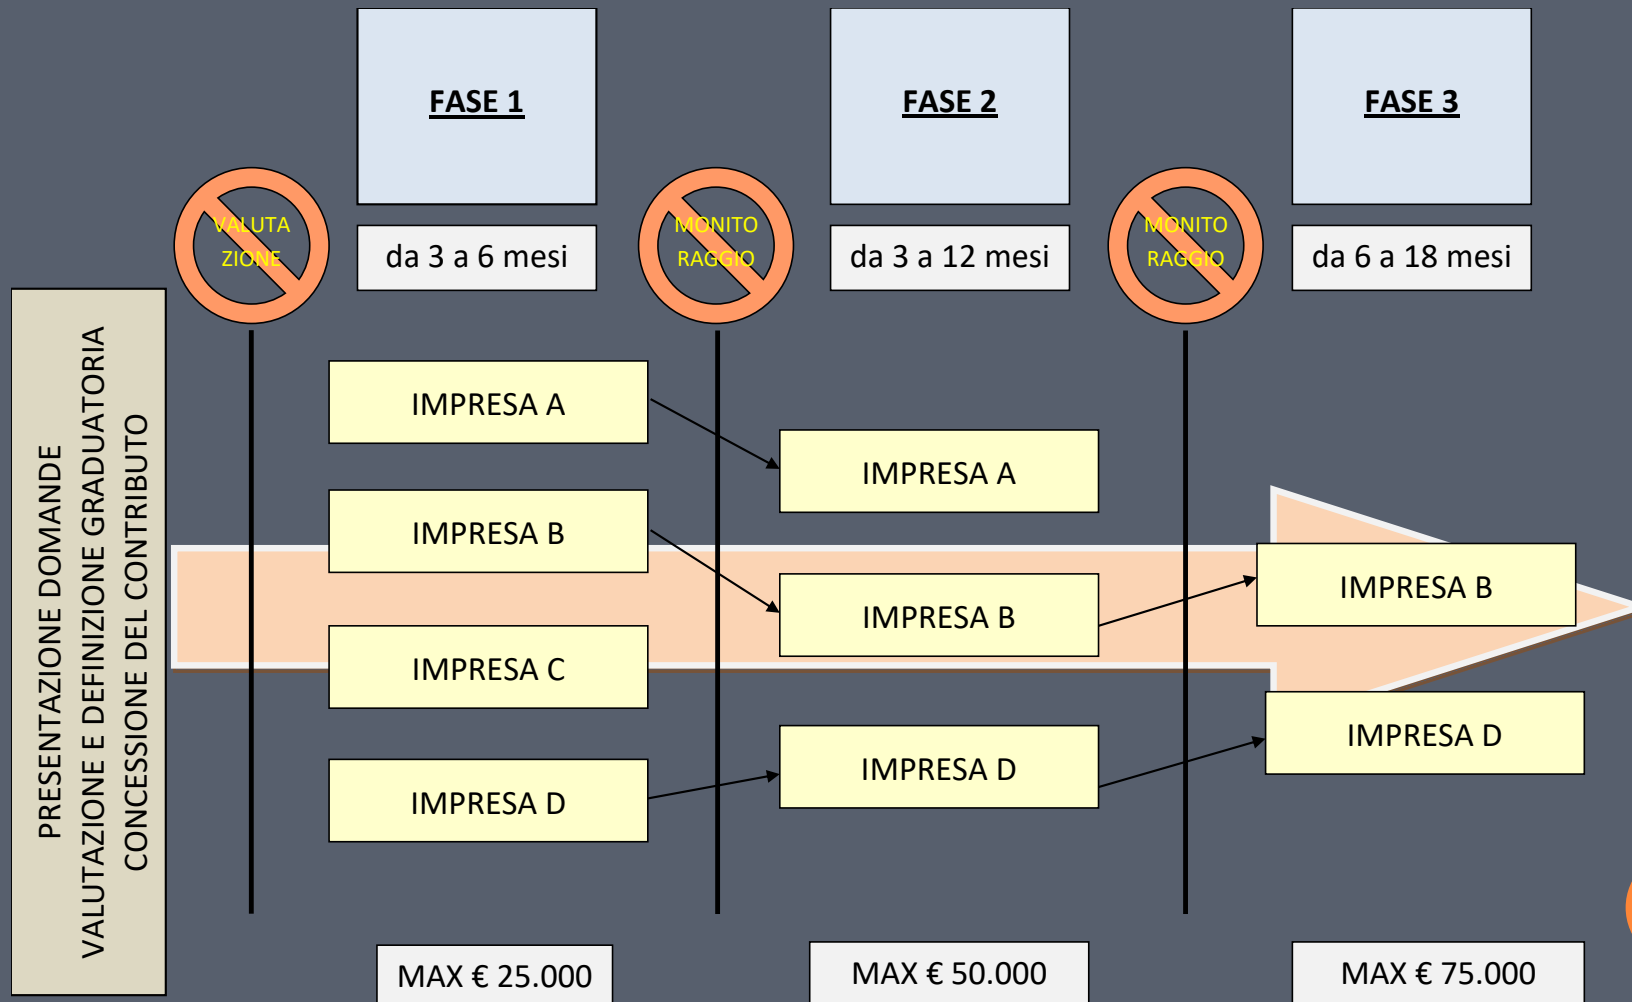 FASE 1
FASE 2
FASE 3
VALUTA
ZIONE
da 3 a 6 mesi
MONITO
RAGGIO
da 3 a 12 mesi
MONITO
RAGGIO
da 6 a 18 mesi
PRESENTAZIONE DOMANDE
VALUTAZIONE E DEFINIZIONE GRADUATORIA
CONCESSIONE DEL CONTRIBUTO
IMPRESA A
IMPRESA B
IMPRESA C
IMPRESA D
IMPRESA A
IMPRESA B
IMPRESA D
IMPRESA B
IMPRESA D
MAX € 25.000
MAX € 50.000
MAX € 75.000